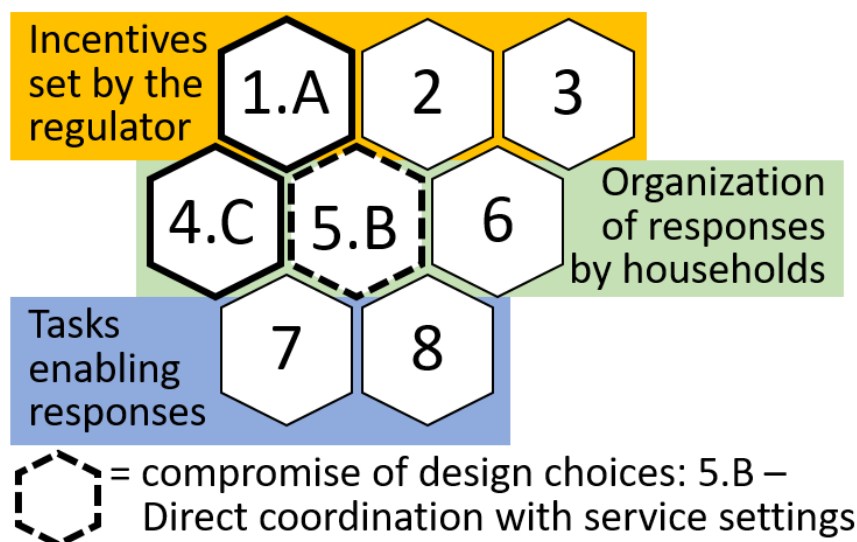 Incentives
set by the
regulator
1.A
2
3
4.C
5.B
6
Organization
of responses
by households
Tasks
enabling
responses
7
8
= compromise of design choices: 5.B –
Direct coordination with service settings